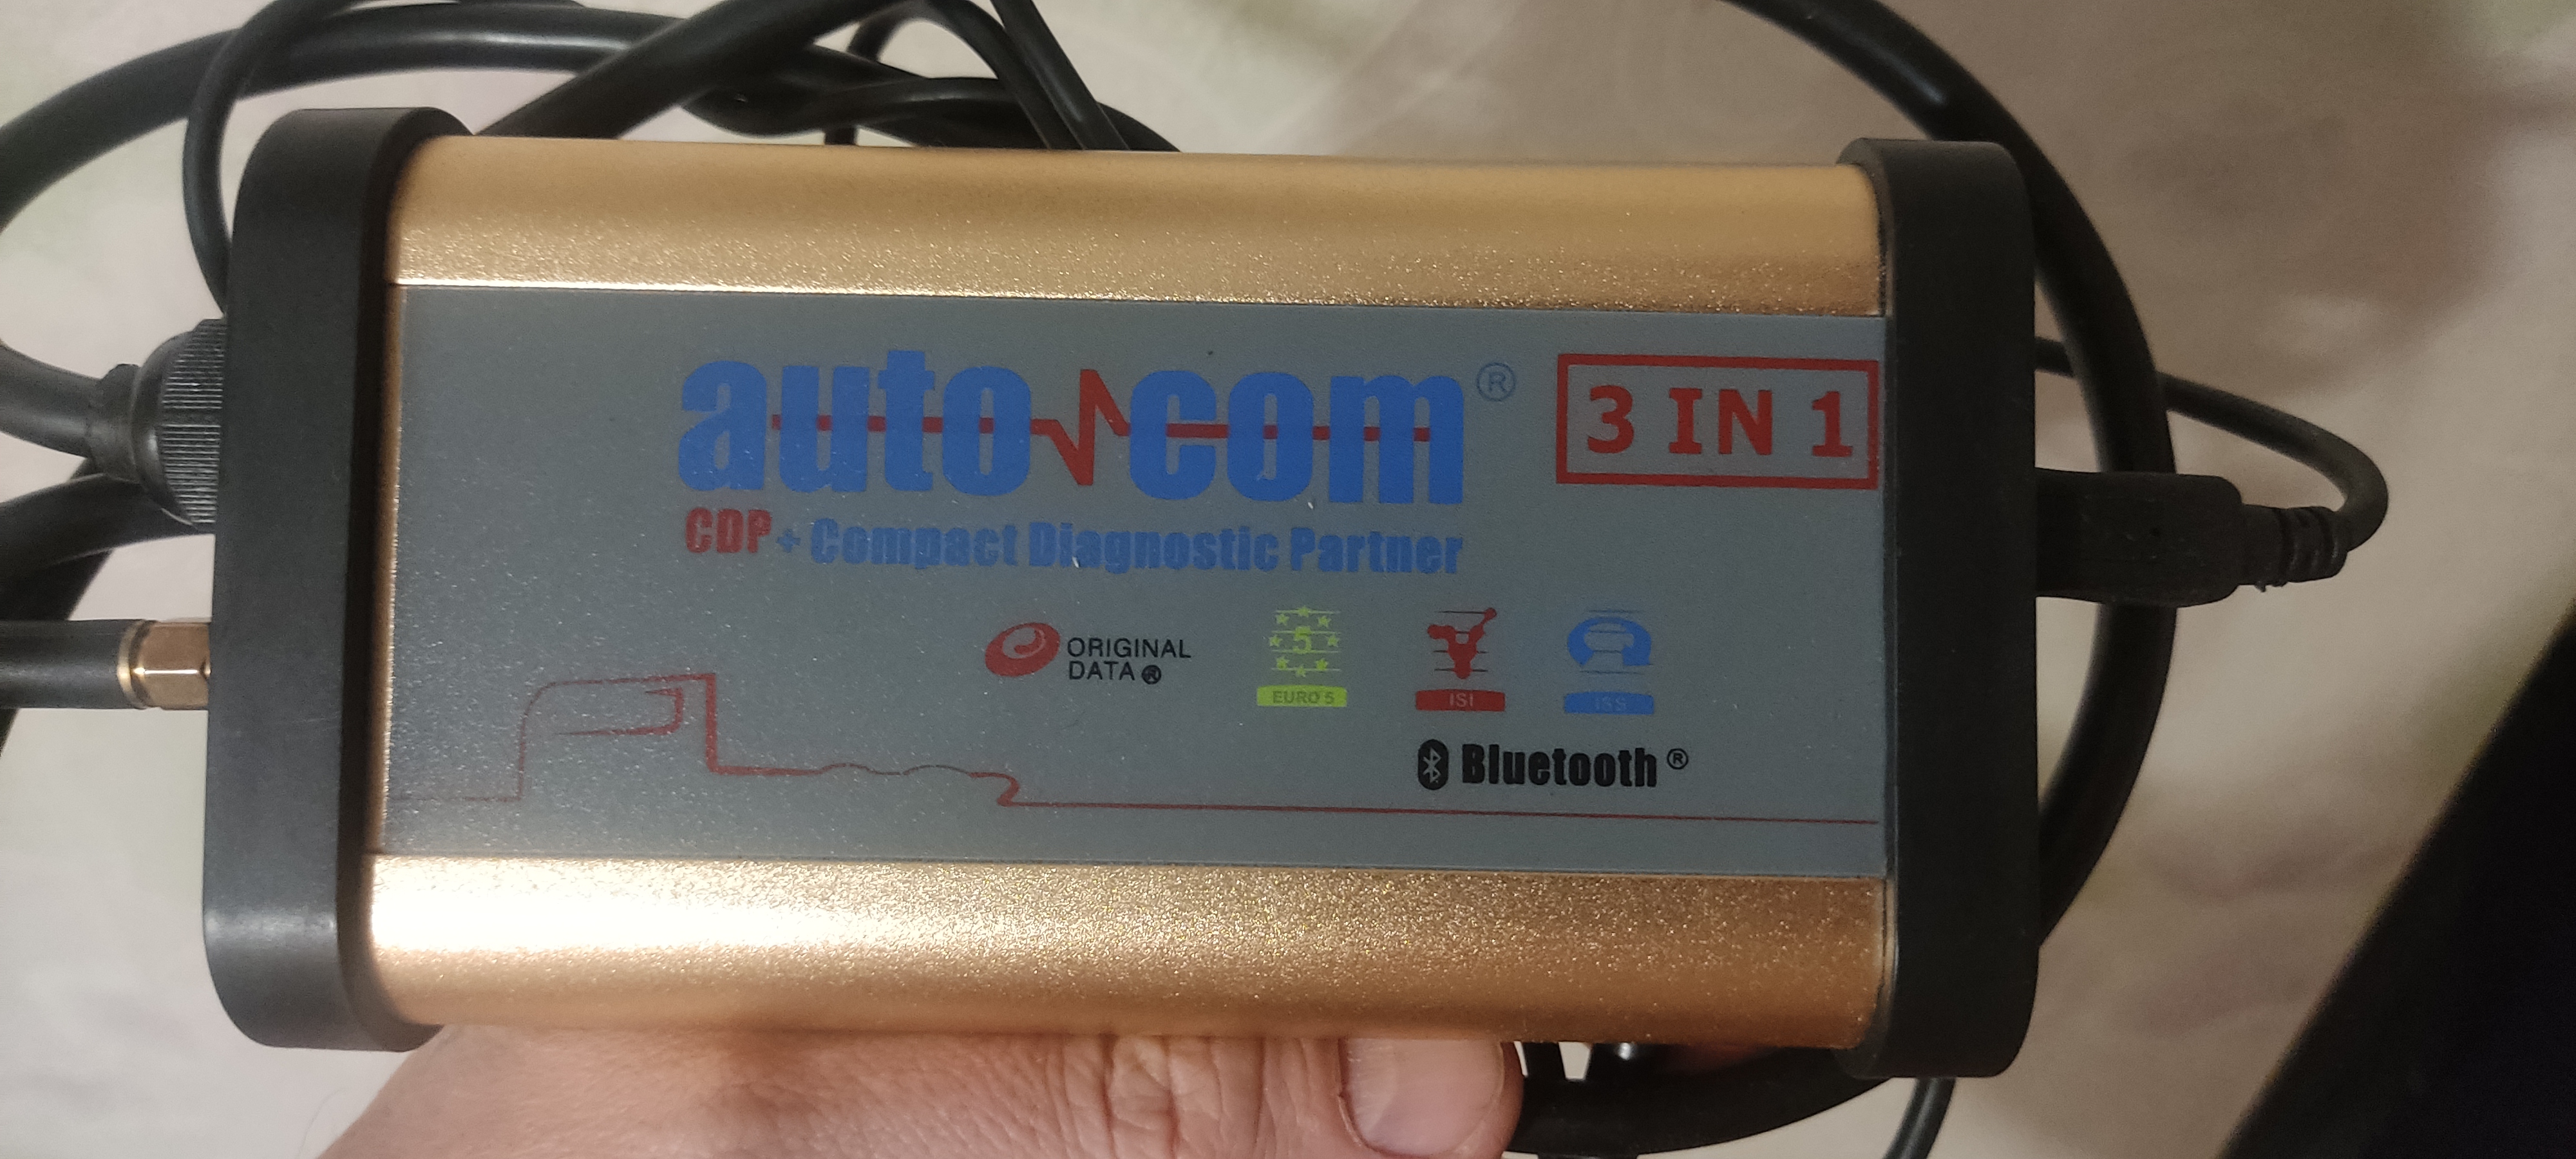 auto com ®
3 IN 1
CDP + Compact Diagnostic Partner
ORIGINAL
DATA ®
5
EURO 5
ISI
ISS
Bluetooth ®